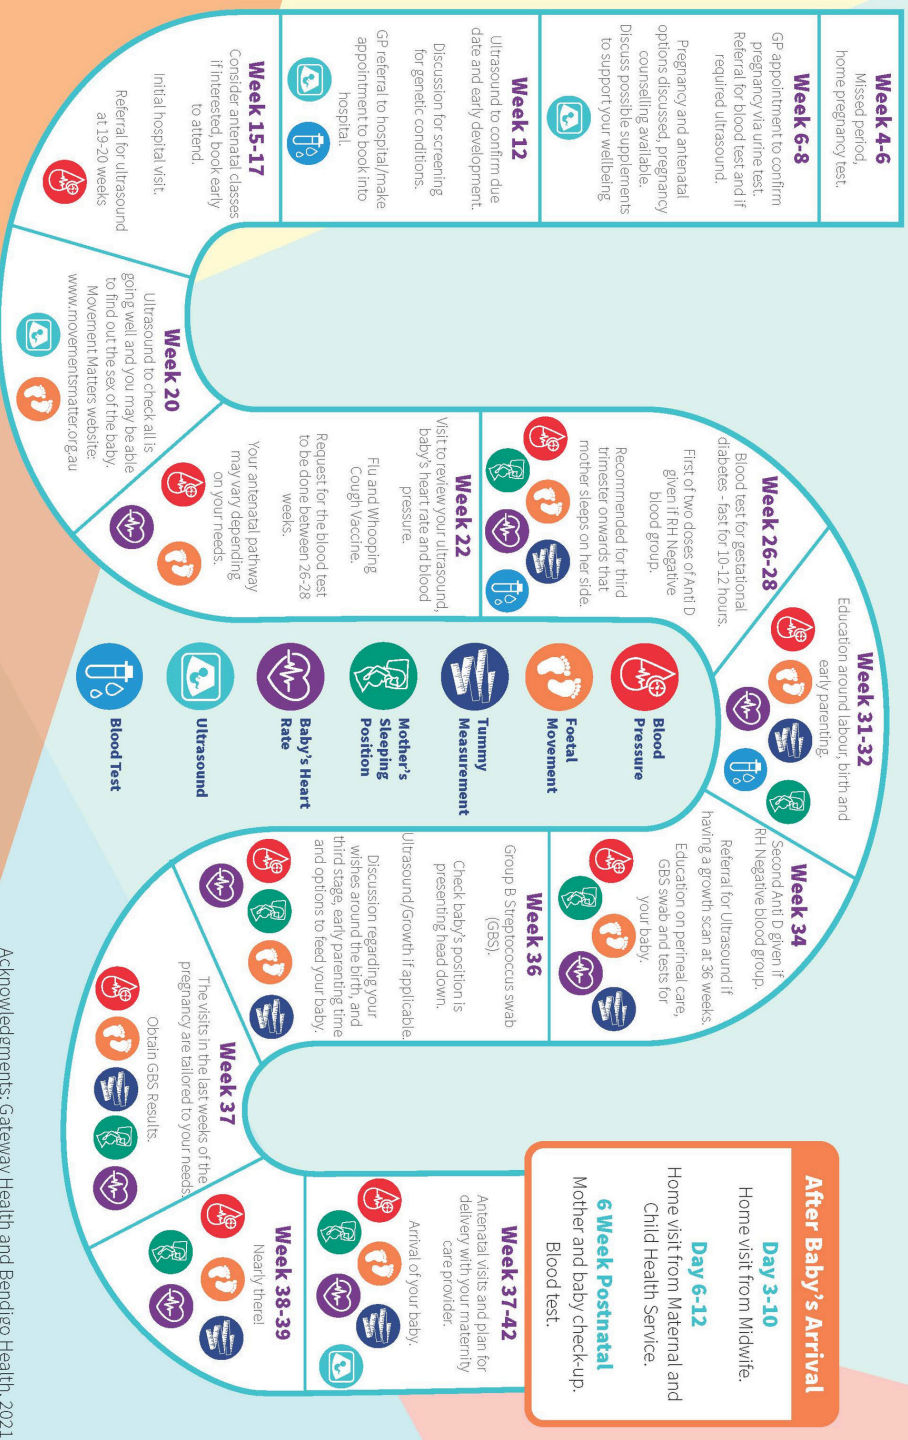 Week 4-6
Missed period,
home pregnancy test.
Week 6-8
GP appointment to confirm
pregnancy via urine test.
Referral for blood test and if
required ultrasound.
Pregnancy and antenatal
options discussed, pregnancy
counselling available.
Discuss possible supplements
to support your wellbeing
Week 12
Ultrasound to confirm due
date and early development.
Discussion for screening
for genetic conditions.
GP referral to hospital/make
appointment to book into
hospital.
Week 15-17
Consider antenatal classes
if interested, book early
to attend.
Initial hospital visit.
Referral for ultrasound
at 19-20 weeks
Week 20
Ultrasound to check all is
going well and you may be able
to find out the sex of the baby.
Movement Matters website:
www.movementsmatter.org.au
Week 22
Visit to review your ultrasound,
baby's heart rate and blood
pressure.
Flu and Whooping
Cough Vaccine.
Request for the blood test
to be done between 26-28
weeks.
Your antenatal pathway
may vary depending
on your needs.
Week 26-28
Blood test for gestational
diabetes - fast for 10-12 hours.
First of two doses of Anti D
given if RH Negative
blood group.
Recommended for third
trimester onwards that
mother sleeps on her side.
Week 31-32
Education around labour, birth and
early parenting.
Week 34
Second Anti D given if
RH Negative blood group.
Referral for Ultrasound if
having a growth scan at 36 weeks.
Education on perineal care,
GBS swab and tests for
your baby.
Week 36
Group B Streptococcus swab
(GBS).
Check baby's position is
presenting head down.
Ultrasound/Growth if applicable.
Discussion regarding your
wishes around the birth, and
third stage, early parenting time
and options to feed your baby.
Week 37
The visits in the last weeks of the
pregnancy are tailored to your needs.
Obtain GBS Results.
Week 38-39
Nearly there!
Week 37-42
Antenatal visits and plan for
delivery with your maternity
care provider.
Arrival of your baby.
After Baby's Arrival
Day 3-10
Home visit from Midwife.
Day 6-12
Home visit from Maternal and
Child Health Service.
6 Week Postnatal
Mother and baby check-up.
Blood test.
Blood
Pressure
Foetal
Movement
Tummy
Measurement
Mother's
Sleeping
Position
Baby's Heart
Rate
Ultrasound
Blood Test
Acknowledgments: Gateway Health and Bendigo Health, 2021